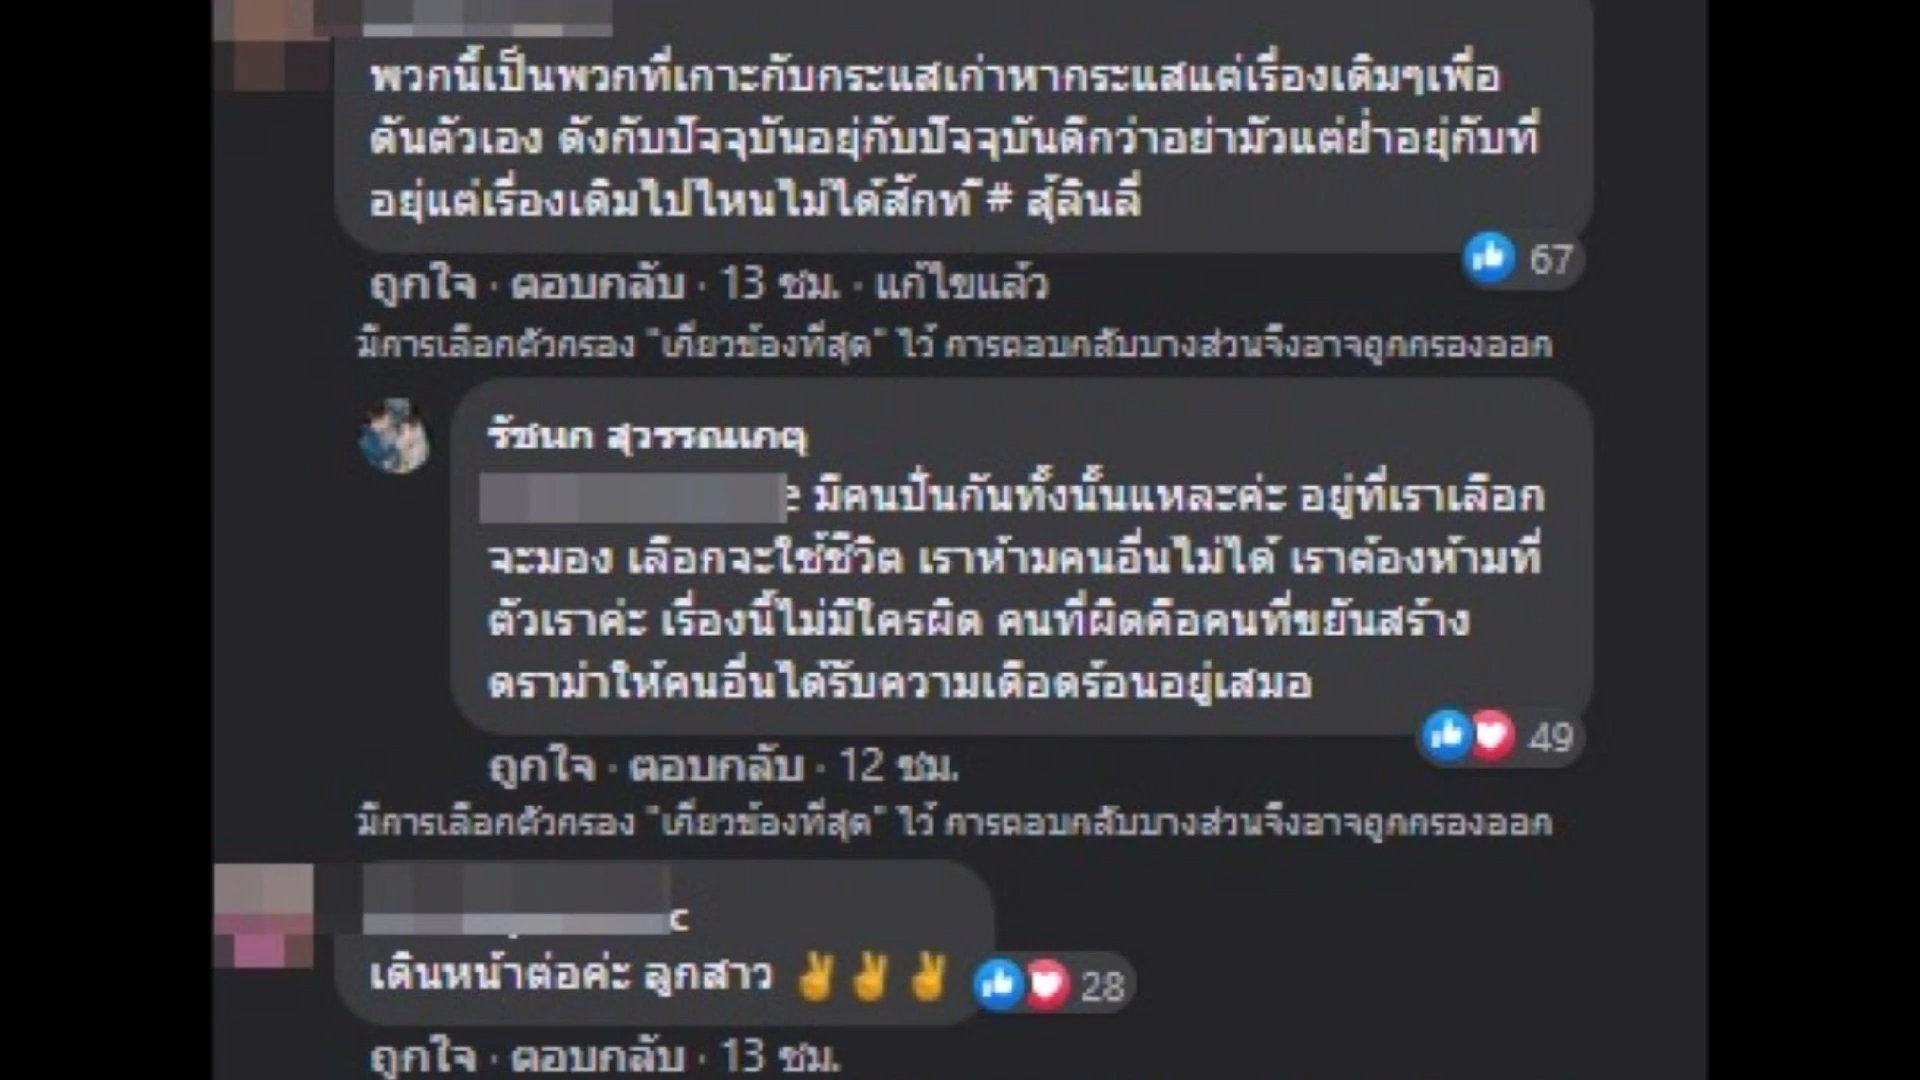 พวกนี้เป็นพวกที่เกาะกับกระแสเก่าหากระแสแต่เรื่องเดิมๆเพื่อ
ดันตัวเอง ดังกับปัจจุบันอยุ่กับปัจจุบันดีกว่าอย่ามัวแต่ย่ำอยุ่กับที่
อยุ่แต่เรื่องเดิมไปไหนไม่ได้สักท ี # สุ้ลินลี่
67
ถูกใจ · ตอบกลับ · 13 ชม. · แก้ไขแล้ว
มีการเลือกตัวกรอง "เกี่ยวข้องที่สุด" ไว้ การตอบกลับบางส่วนจึงอาจถูกกรองออก
รัชนก สุวรรณเกตุ
e มีคนปั่นกันทั้งนั้นแหละค่ะ อยู่ที่เราเลือก
จะมอง เลือกจะใช้ชีวิต เราห้ามคนอื่นไม่ได้ เราต้องห้ามที่
ตัวเราค่ะ เรื่องนี้ไม่มีใครผิด คนที่ผิดคือคนที่ขยันสร้าง
ดราม่าให้คนอื่นได้รับความเดือดร้อนอยู่เสมอ
49
ถูกใจ · ตอบกลับ · 12 ชม.
มีการเลือกตัวกรอง "เกี่ยวข้องที่สุด" ไว้ การตอบกลับบางส่วนจึงอาจถูกกรองออก
c
เดินหน้าต่อค่ะ ลูกสาว ✌✌✌
28
ถูกใจ · ตอบกลับ · 13 ชม.